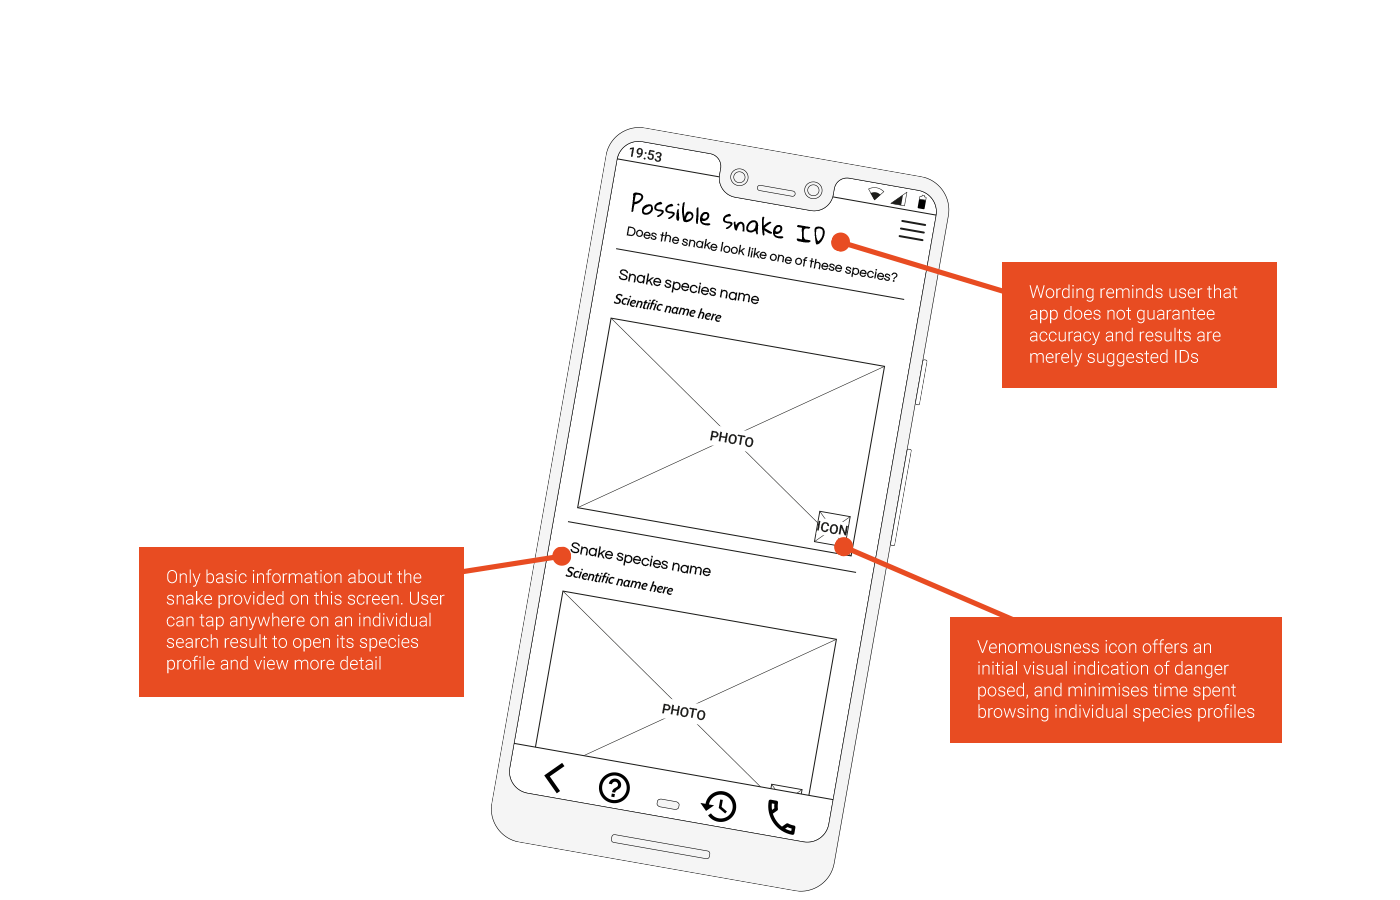 19:53
Possible snake ID
Does the snake look like one of these species?
Snake species name
Scientific name here
PHOTO
ICON
Snake species name
Scientific name here
PHOTO
Wording reminds user that
app does not guarantee
accuracy and results are
merely suggested IDs
Only basic information about the
snake provided on this screen. User
can tap anywhere on an individual
search result to open its species
profile and view more detail
Venomousness icon offers an
initial visual indication of danger
posed, and minimises time spent
browsing individual species profiles